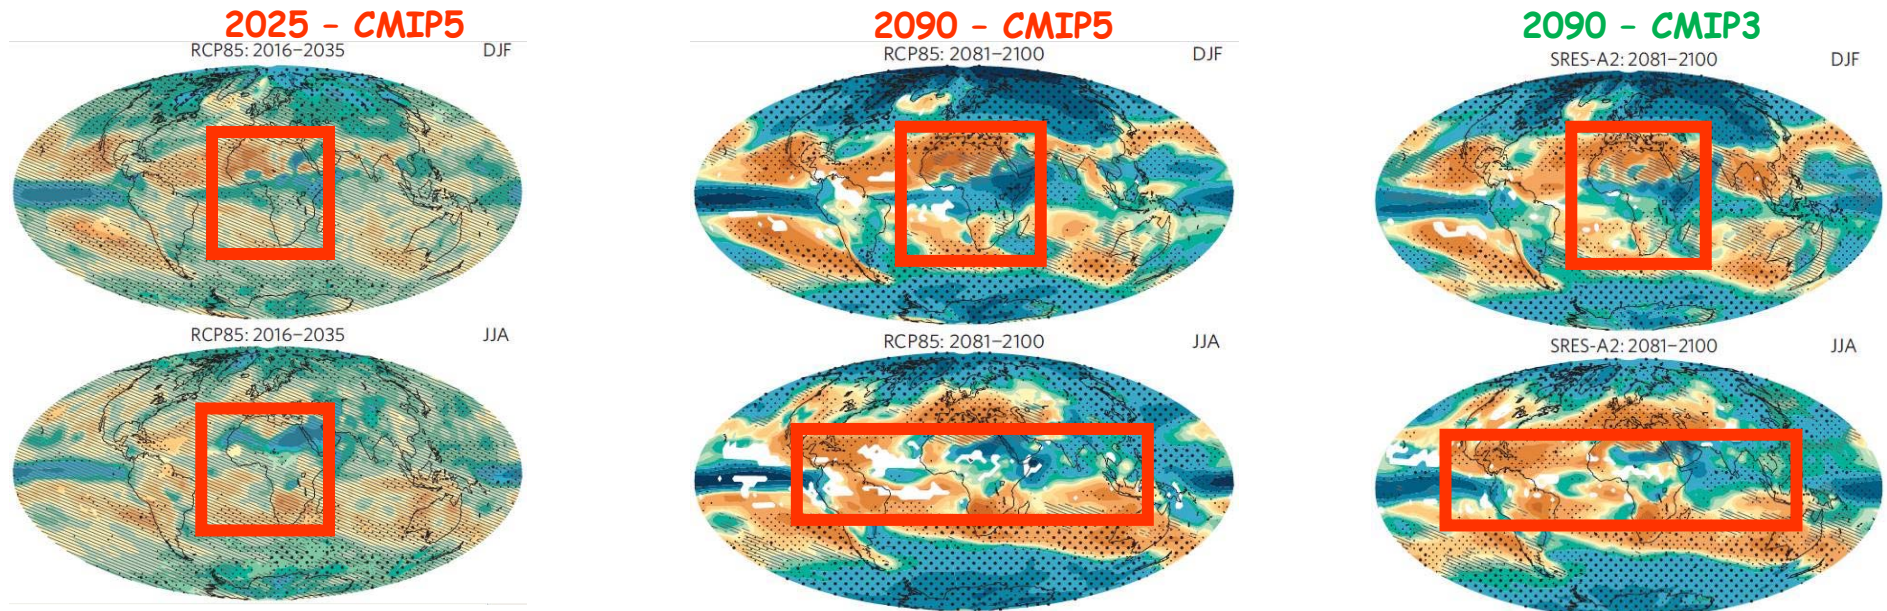 2025 – CMIP5
RCP85: 2016–2035 DJF
RCP85: 2016–2035 JJA
2090 – CMIP5
RCP85: 2081–2100 DJF
RCP85: 2081–2100 JJA
2090 – CMIP3
SRES-A2: 2081–2100 DJF
SRES-A2: 2081–2100 JJA